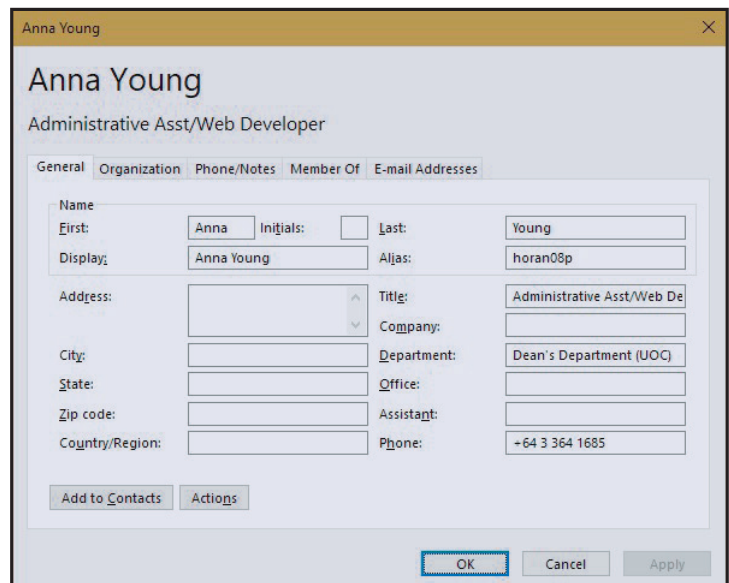 Anna Young
Anna Young
Administrative Asst/Web Developer
General Organization Phone/Notes Member Of E-mail Addresses
Name
First: Anna Initials: Last: Young
Display: Anna Young Alias: horan08p
Address: Title: Administrative Asst/Web De
Company:
City: Department: Dean's Department (UOC)
State: Office:
Zip code: Assistant:
Country/Region: Phone: +64 3 364 1685
Add to Contacts Actions
OK Cancel Apply